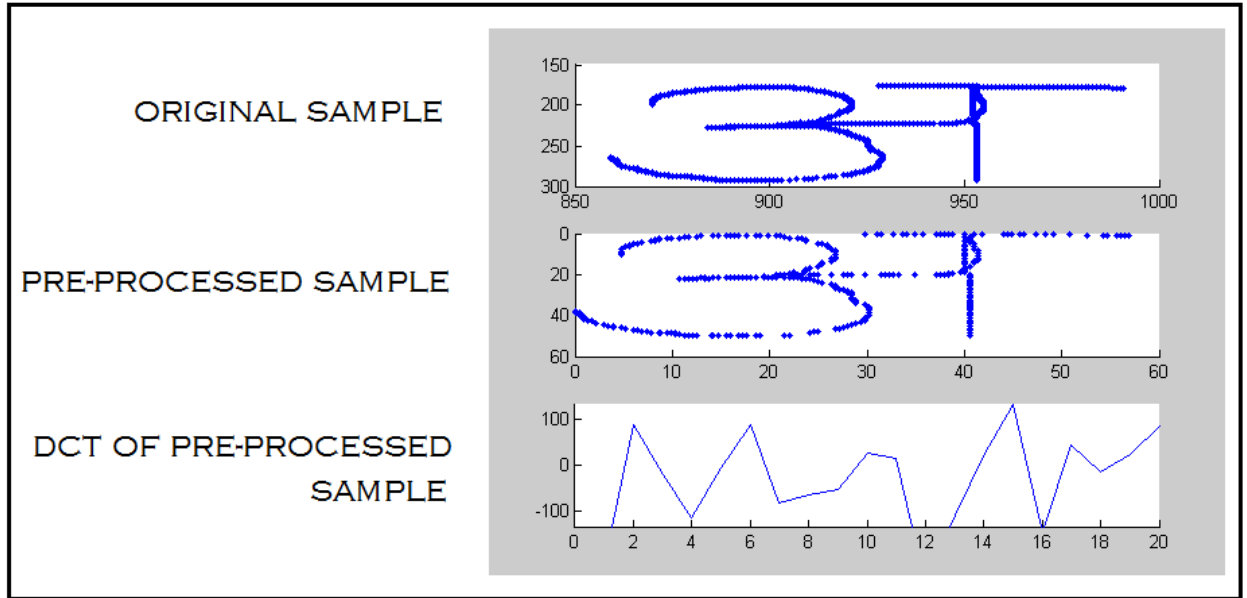 ORIGINAL SAMPLE
150
200
250
300
अ
850 900 950 1000
PRE-PROCESSED SAMPLE
0
20
40
60
अ
0 10 20 30 40 50 60
DCT OF PRE-PROCESSED
SAMPLE
100
0
-100
0 2 4 6 8 10 12 14 16 18 20